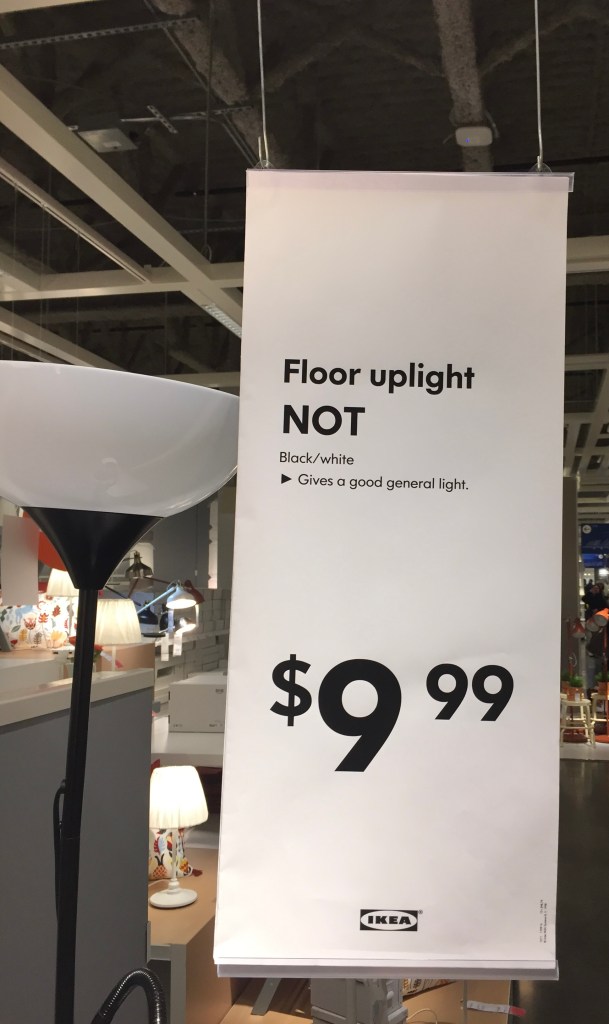 Floor uplight
NOT
Black/white
► Gives a good general light.
$9 99
IKEA